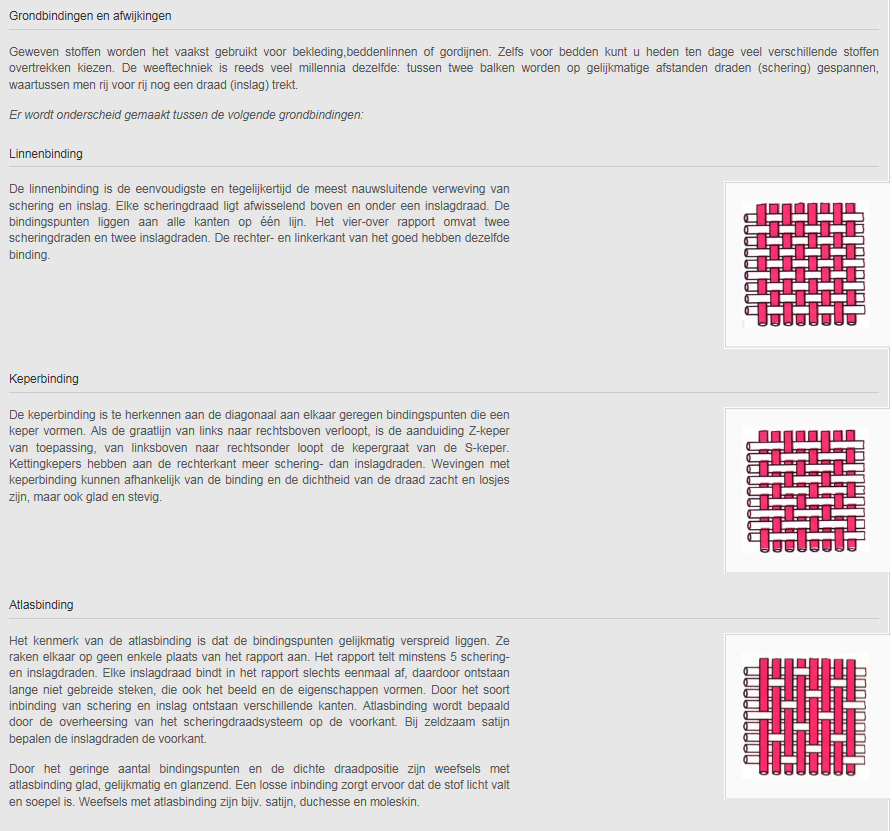 Grondbindingen en afwijkingen
Geweven stoffen worden het vaakst gebruikt voor bekleding,beddenlinnen of gordijnen. Zelfs voor bedden kunt u heden ten dage veel verschillende stoffen
overtrekken kiezen. De weeftechniek is reeds veel millennia dezelfde: tussen twee balken worden op gelijkmatige afstanden draden (schering) gespannen,
waartussen men rij voor rij nog een draad (inslag) trekt.
Er wordt onderscheid gemaakt tussen de volgende grondbindingen:
Linnenbinding
De linnenbinding is de eenvoudigste en tegelijkertijd de meest nauwsluitende verweving van
schering en inslag. Elke scheringdraad ligt afwisselend boven en onder een inslagdraad. De
bindingspunten liggen aan alle kanten op één lijn. Het vier-over rapport omvat twee
scheringdraden en twee inslagdraden. De rechter- en linkerkant van het goed hebben dezelfde
binding.
Keperbinding
De keperbinding is te herkennen aan de diagonaal aan elkaar geregen bindingspunten die een
keper vormen. Als de graatlijn van links naar rechtsboven verloopt, is de aanduiding Z-keper
van toepassing, van linksboven naar rechtsonder loopt de kepergraat van de S-keper.
Kettingkepers hebben aan de rechterkant meer schering- dan inslagdraden. Wevingen met
keperbinding kunnen afhankelijk van de binding en de dichtheid van de draad zacht en losjes
zijn, maar ook glad en stevig.
Atlasbinding
Het kenmerk van de atlasbinding is dat de bindingspunten gelijkmatig verspreid liggen. Ze
raken elkaar op geen enkele plaats van het rapport aan. Het rapport telt minstens 5 schering-
en inslagdraden. Elke inslagdraad bindt in het rapport slechts eenmaal af, daardoor ontstaan
lange niet gebreide steken, die ook het beeld en de eigenschappen vormen. Door het soort
inbinding van schering en inslag ontstaan verschillende kanten. Atlasbinding wordt bepaald
door de overheersing van het scheringdraadsysteem op de voorkant. Bij zeldzaam satijn
bepalen de inslagdraden de voorkant.
Door het geringe aantal bindingspunten en de dichte draadpositie zijn weefsels met
atlasbinding glad, gelijkmatig en glanzend. Een losse inbinding zorgt ervoor dat de stof licht valt
en soepel is. Weefsels met atlasbinding zijn bijv. satijn, duchesse en moleskin.